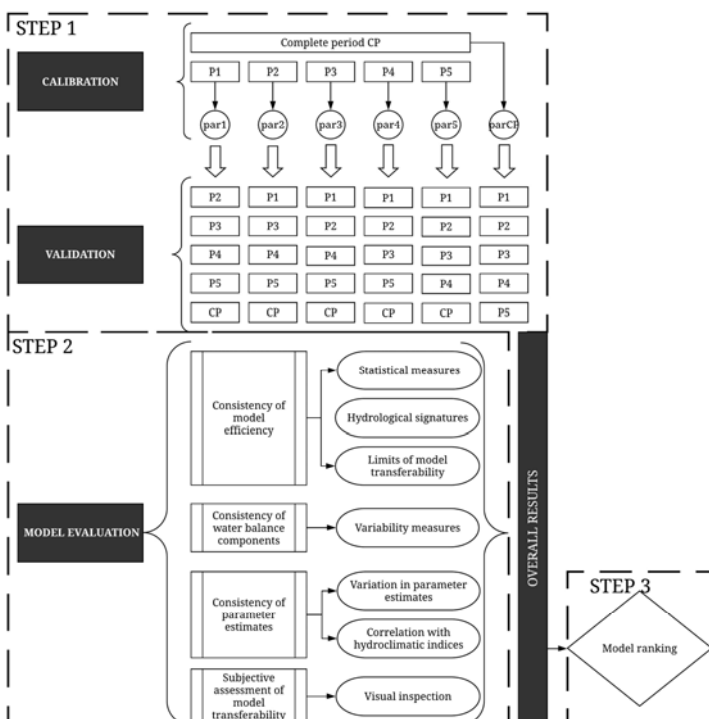 STEP 1
Complete period CP
CALIBRATION
P1 P2 P3 P4 P5
par1 par2 par3 par4 par5 parCP
VALIDATION
P2 P1 P1 P1 P1 P1
P3 P3 P2 P2 P2 P2
P4 P4 P4 P3 P3 P3
P5 P5 P5 P5 P4 P4
CP CP CP CP CP P5
STEP 2
MODEL EVALUATION
Consistency of
model
efficiency
Statistical measures
Hydrological signatures
Limits of model
transferability
Consistency of
water balance
components
Variability measures
Consistency of
parameter
estimates
Variation in parameter
estimates
Correlation with
hydroclimatic indices
Subjective
assessment of
model
transferability
Visual inspection
OVERALL RESULTS
STEP 3
Model ranking